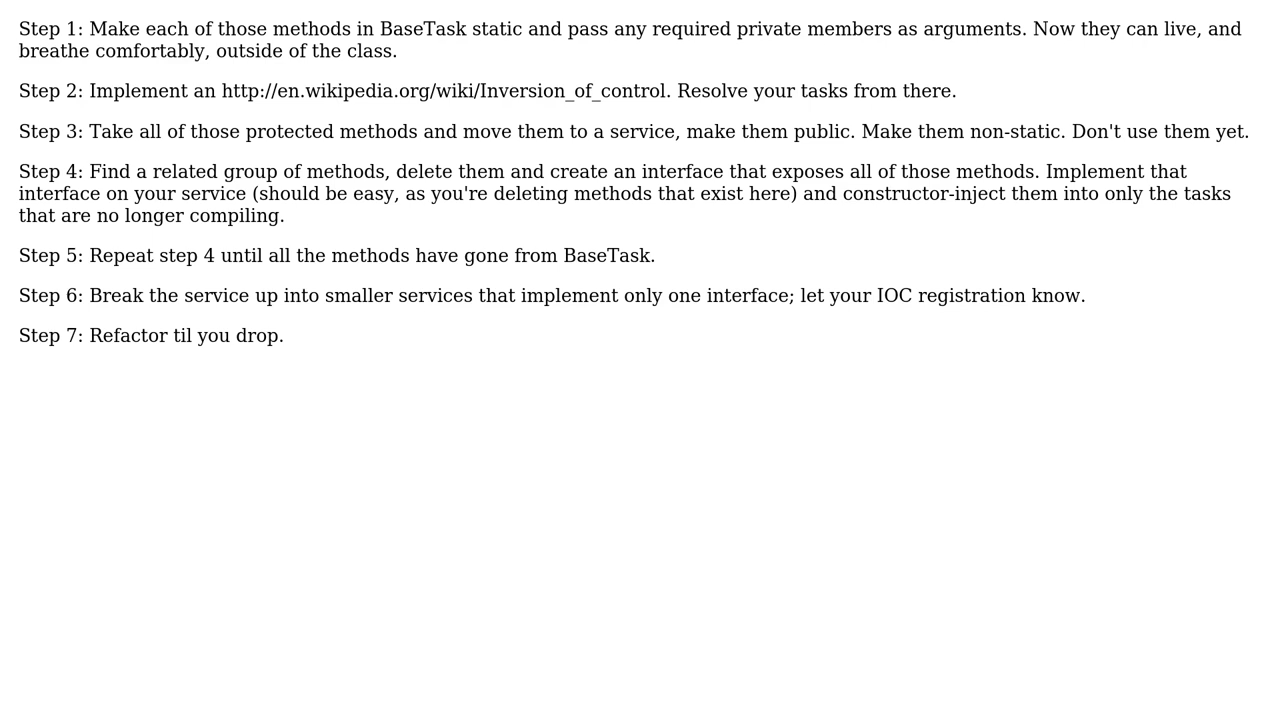 Step 1: Make each of those methods in BaseTask static and pass any required private members as arguments. Now they can live, and
breathe comfortably, outside of the class.
Step 2: Implement an http://en.wikipedia.org/wiki/Inversion_of_control. Resolve your tasks from there.
Step 3: Take all of those protected methods and move them to a service, make them public. Make them non-static. Don't use them yet.
Step 4: Find a related group of methods, delete them and create an interface that exposes all of those methods. Implement that
interface on your service (should be easy, as you're deleting methods that exist here) and constructor-inject them into only the tasks
that are no longer compiling.
Step 5: Repeat step 4 until all the methods have gone from BaseTask.
Step 6: Break the service up into smaller services that implement only one interface; let your IOC registration know.
Step 7: Refactor til you drop.